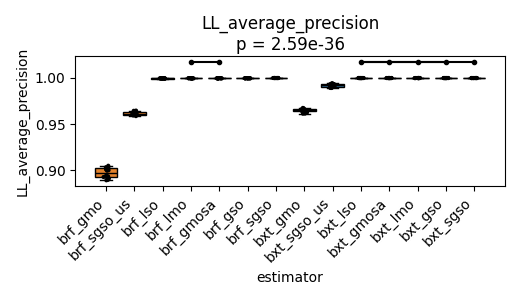 LL_average_precision
p = 2.59e-36
LL_average_precision
1.00
0.95
0.90
brf_gmo
brf_sgso_us
brf_lso
brf_lmo
brf_gmosa
brf_gso
brf_sgso
bxt_gmo
bxt_sgso_us
bxt_lso
bxt_gmosa
bxt_lmo
bxt_gso
bxt_sgso
estimator